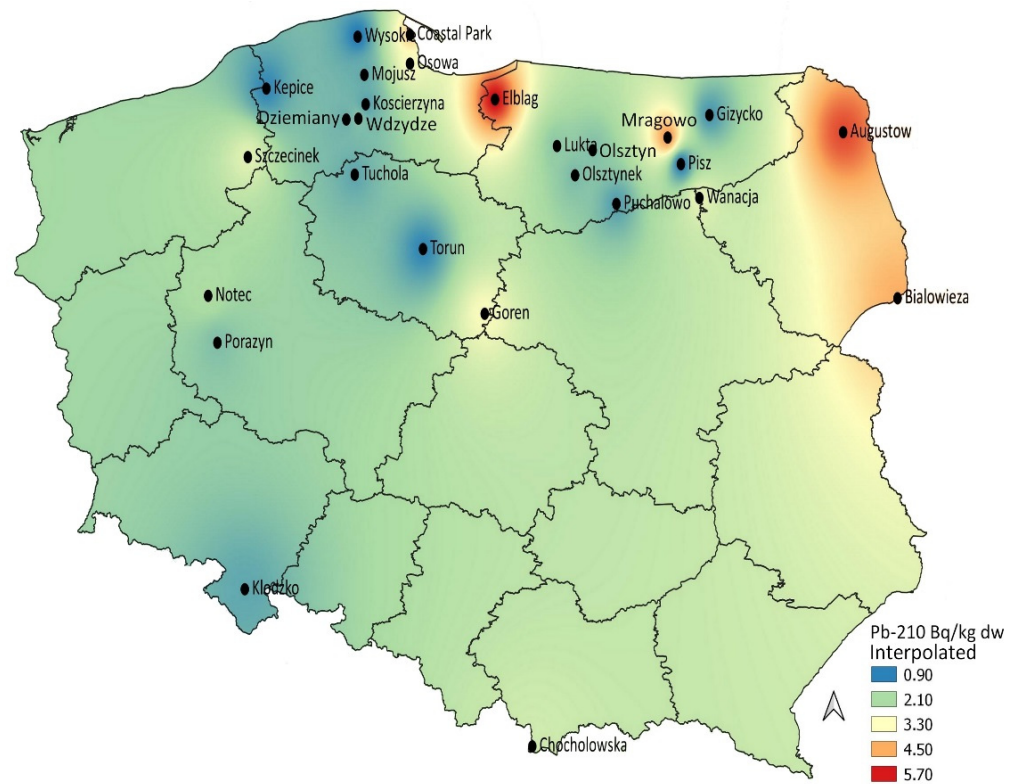 Wysokie
Coastal Park
Osowa
Mojusz
Kepice
Elblag
Koscierzyna
Gizycko
Dziemiany
Wdzydze
Mragowo
Augustow
Lukta
Olsztyn
Szczecinek
Pisz
Tuchola
Olsztynek
Puchalowo
Wanacja
Torun
Notec
Bialowieza
Goren
Porazyn
Klodzko
Chocholowska
Pb-210 Bq/kg dw
Interpolated
0.90
2.10
3.30
4.50
5.70